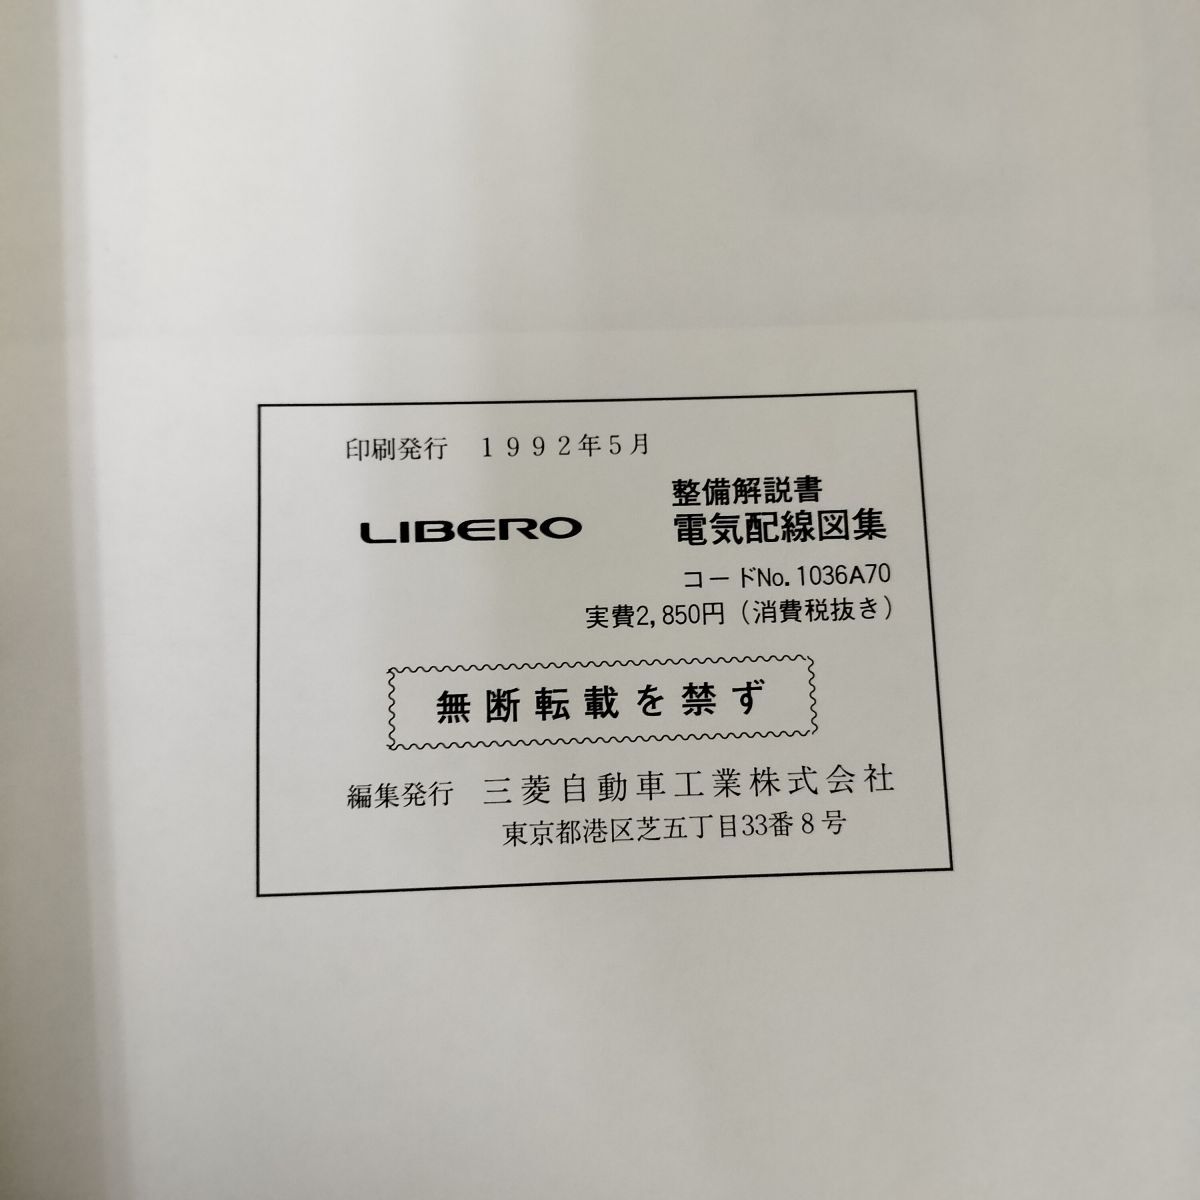 印刷発行 1992年5月
整備解説書
LIBERO 電気配線図集
コードNo.1036A70
実費2,850円(消費税抜き)
無断転載を禁ず
編集発行 三菱自動車工業株式会社
東京都港区芝五丁目33番8号